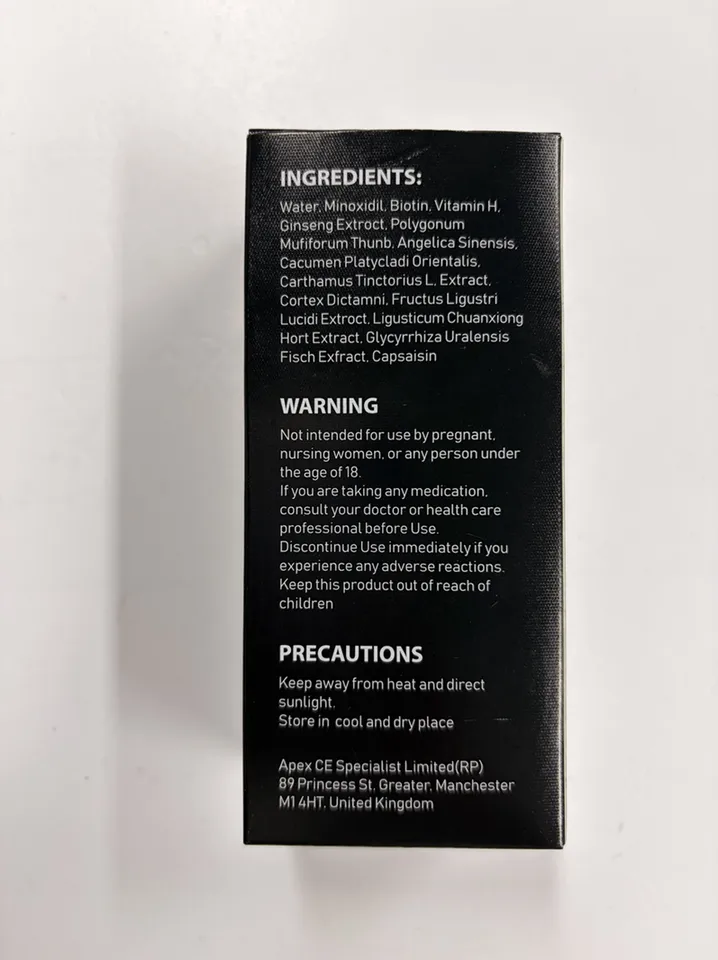 INGREDIENTS:
Water, Minoxidil, Biotin, Vitamin H,
Ginseng Extroct, Polygonum
Mufiforum Thunb, Angelica Sinensis,
Cacumen Platycladi Orientalis,
Carthamus Tinctorius L, Extract,
Cortex Dictamni, Fructus Ligustri
Lucidi Extroct, Ligusticum Chuanxiong
Hort Extract, Glycyrrhiza Uralensis
Fisch Exfract, Capsaisin
WARNING
Not intended for use by pregnant,
nursing women, or any person under
the age of 18.
If you are taking any medication,
consult your doctor or health care
professional before Use.
Discontinue Use immediately if you
experience any adverse reactions.
Keep this product out of reach of
children
PRECAUTIONS
Keep away from heat and direct
sunlight.
Store in cool and dry place
Apex CE Specialist Limited(RP)
89 Princess St, Greater, Manchester
M1 4HT, United Kingdom